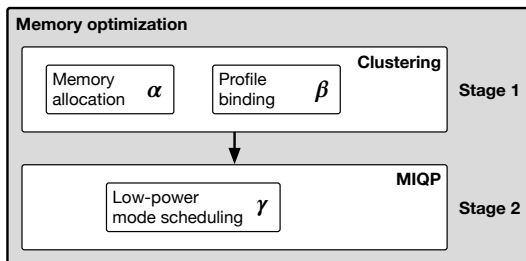 Memory optimization
Clustering
Memory
allocation α
Profile
binding β
Stage 1
MIQP
Low-power
mode scheduling γ
Stage 2